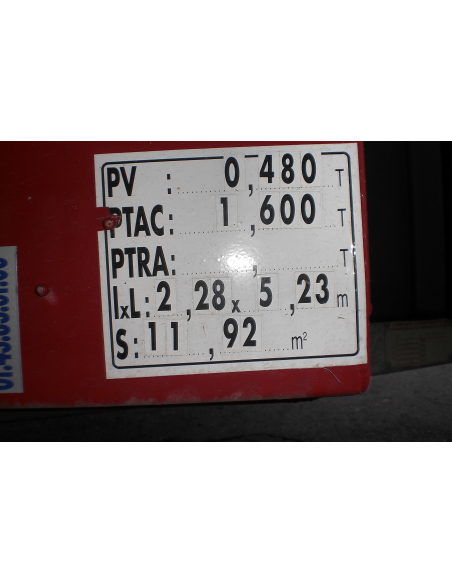 PV : 0,480 T
PTAC: 1,600 T
PTRA: , T
lxL: 2,28 x 5,23 m
S: 11,92 m²